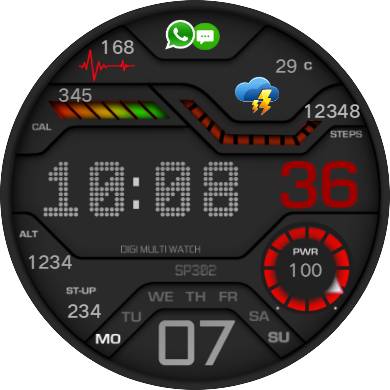 168
29 c
345
12348
CAL
STEPS
10:08 36
ALT
DIGI MULTI WATCH
PWR
1234
SP302
100
ST-UP
WE TH FR
234
TU
SA
MO
07
SU